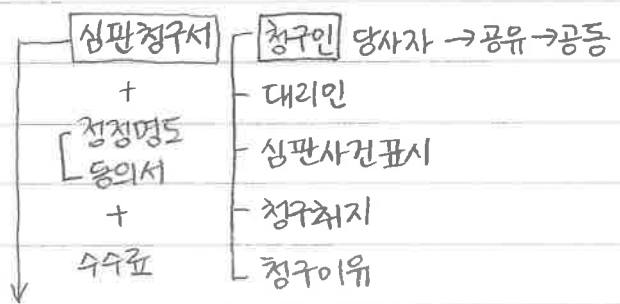 심판청구서 청구인 당사자 →공유→공동
+ 대리인
정정명도
동의서 심판사건표시
+ 청구취지
수수료 청구이유